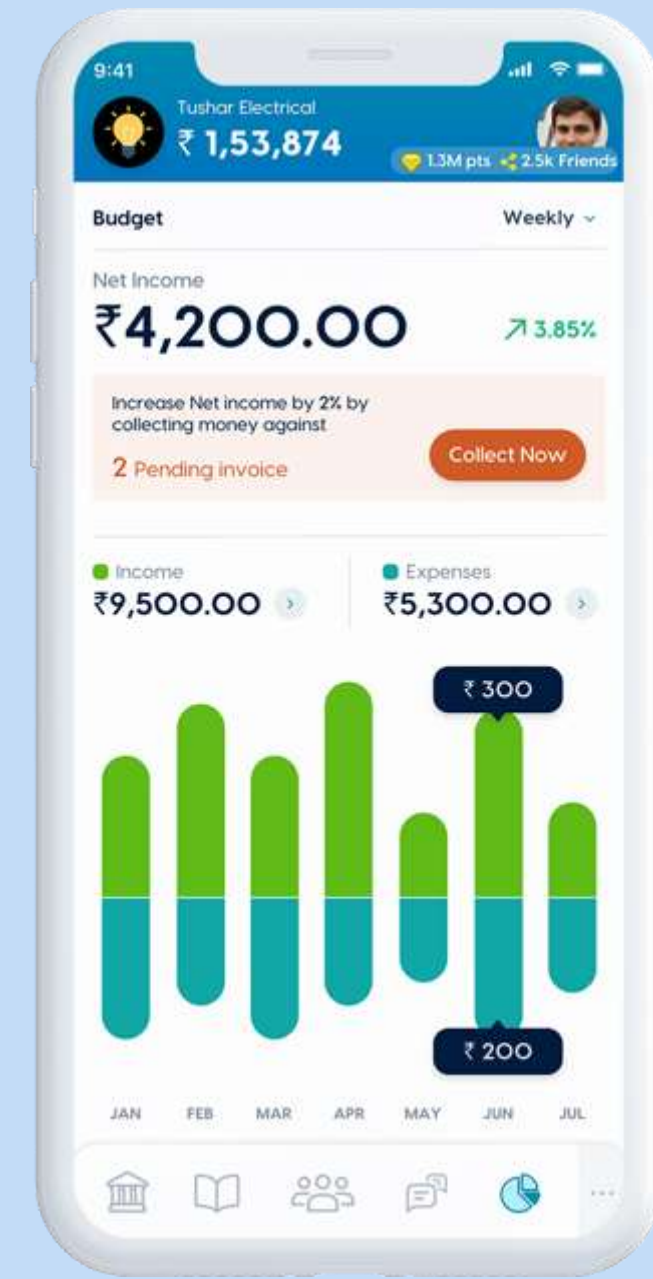 9:41
Tushar Electrical
₹ 1,53,874
1.3M pts 2.5k Friends
Budget
Weekly
Net Income
₹4,200.00
3.85%
Increase Net income by 2% by
collecting money against
2 Pending invoice
Collect Now
Income
Expenses
₹9,500.00
₹5,300.00
₹ 300
₹ 200
JAN FEB MAR APR MAY JUN JUL